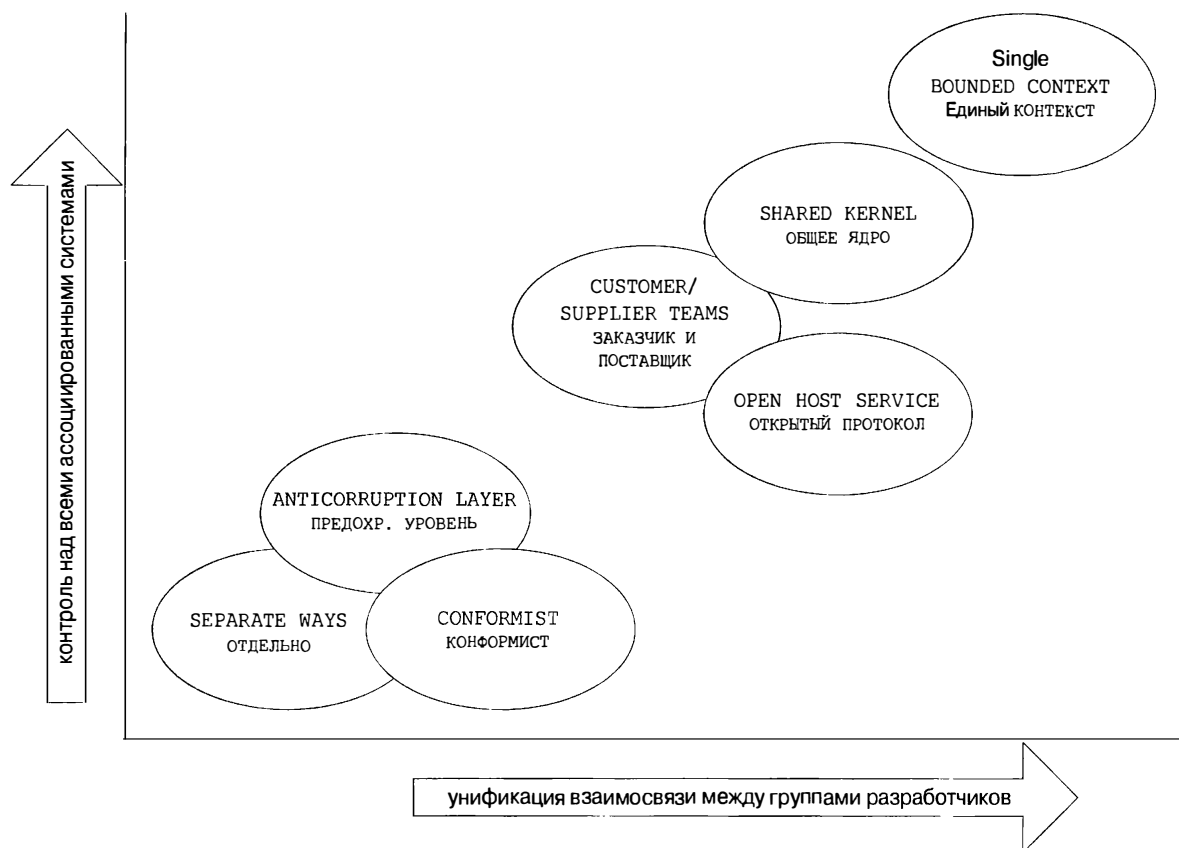 Single
BOUNDED CONTEXT
Единый КОНТЕКСТ
SHARED KERNEL
ОБЩЕЕ ЯДРО
CUSTOMER/
SUPPLIER TEAMS
ЗАКАЗЧИК И
ПОСТАВЩИК
OPEN HOST SERVICE
ОТКРЫТЫЙ ПРОТОКОЛ
ANTICORRUPTION LAYER
ПРЕДОХР. УРОВЕНЬ
SEPARATE WAYS
ОТДЕЛЬНО
CONFORMIST
КОНФОРМИСТ
контроль над всеми ассоциированными системами
унификация взаимосвязи между группами разработчиков